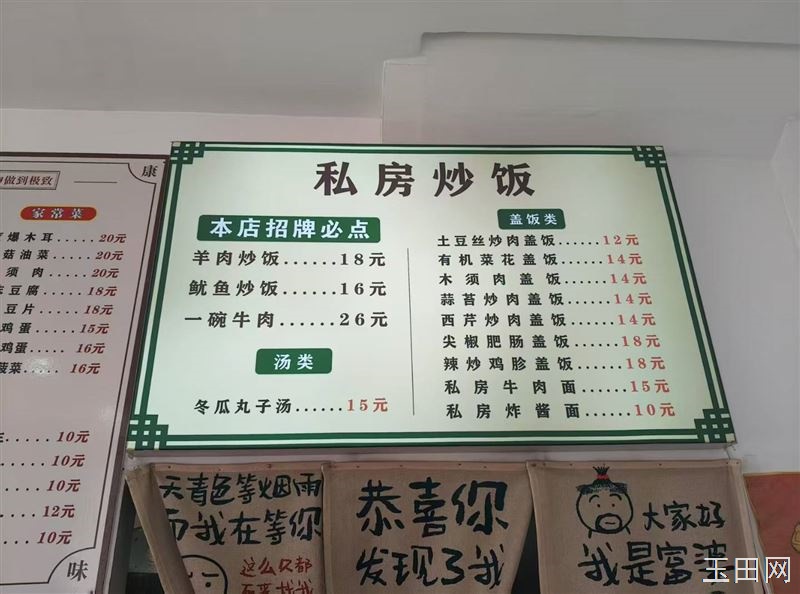 康
做到极致
家常菜
爆木耳.....20元
菇油菜.....20元
须肉.....20元
豆腐.....18元
豆片.....18元
鸡蛋.....15元
鸡蛋.... 16元
菠菜.... 16元
..... 10元
..... 10元
..... 10元
..... 12元
..... 10元
味
私房炒饭
本店招牌必点
羊肉炒饭......18元
鱿鱼炒饭......16元
一碗牛肉......26元
汤类
冬瓜丸子汤......15元
盖饭类
土豆丝炒肉盖饭......12元
有机菜花盖饭......14元
木须肉盖饭......14元
蒜苔炒肉盖饭......14元
西芹炒肉盖饭......14元
尖椒肥肠盖饭......18元
辣炒鸡胗盖饭......18元
私房牛肉面......15元
私房炸酱面......10元
天青色等烟雨
而我在等你
这么久都
恭喜你
发现了我
大家好
我是富婆
玉田网